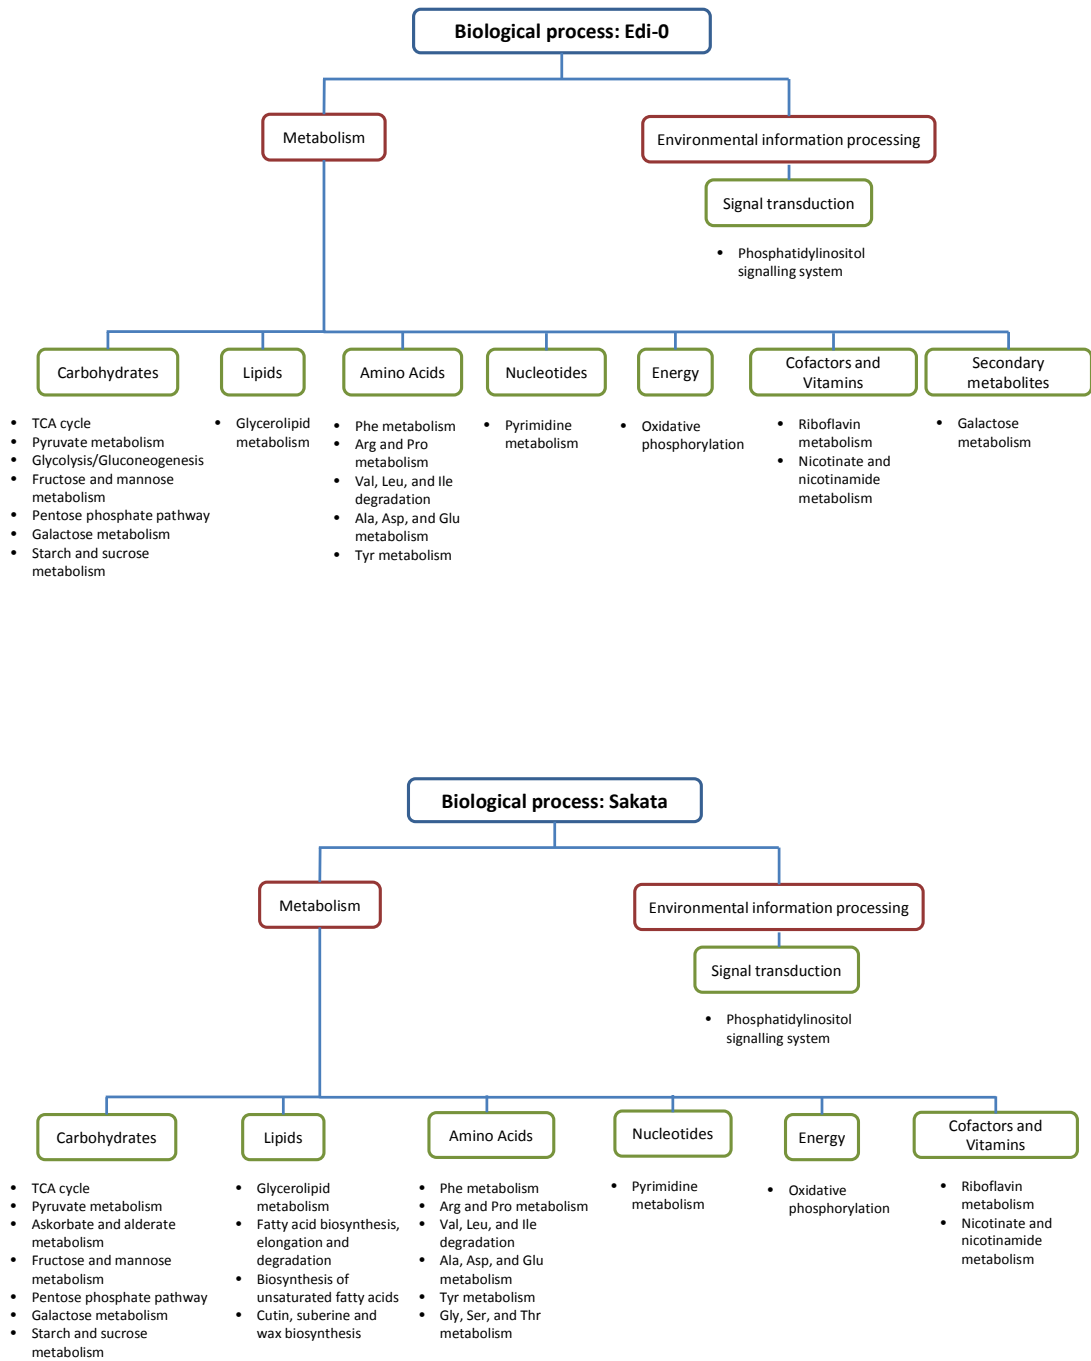 Biological process: Edi-0
Metabolism
Environmental information processing
Signal transduction
• Phosphatidylinositol
signalling system
Carbohydrates
• TCA cycle
• Pyruvate metabolism
• Glycolysis/Gluconeogenesis
• Fructose and mannose
metabolism
• Pentose phosphate pathway
• Galactose metabolism
• Starch and sucrose
metabolism
Lipids
• Glycerolipid
metabolism
Amino Acids
• Phe metabolism
• Arg and Pro
metabolism
• Val, Leu, and Ile
degradation
• Ala, Asp, and Glu
metabolism
• Tyr metabolism
Nucleotides
• Pyrimidine
metabolism
Energy
• Oxidative
phosphorylation
Cofactors and
Vitamins
• Riboflavin
metabolism
• Nicotinate and
nicotinamide
metabolism
Secondary
metabolites
• Galactose
metabolism
Biological process: Sakata
Metabolism
Environmental information processing
Signal transduction
• Phosphatidylinositol
signalling system
Carbohydrates
• TCA cycle
• Pyruvate metabolism
• Askorbate and alderate
metabolism
• Fructose and mannose
metabolism
• Pentose phosphate pathway
• Galactose metabolism
• Starch and sucrose
metabolism
Lipids
• Glycerolipid
metabolism
• Fatty acid biosynthesis,
elongation and
degradation
• Biosynthesis of
unsaturated fatty acids
• Cutin, suberine and
wax biosynthesis
Amino Acids
• Phe metabolism
• Arg and Pro metabolism
• Val, Leu, and Ile
degradation
• Ala, Asp, and Glu
metabolism
• Tyr metabolism
• Gly, Ser, and Thr
metabolism
Nucleotides
• Pyrimidine
metabolism
Energy
• Oxidative
phosphorylation
Cofactors and
Vitamins
• Riboflavin
metabolism
• Nicotinate and
nicotinamide
metabolism